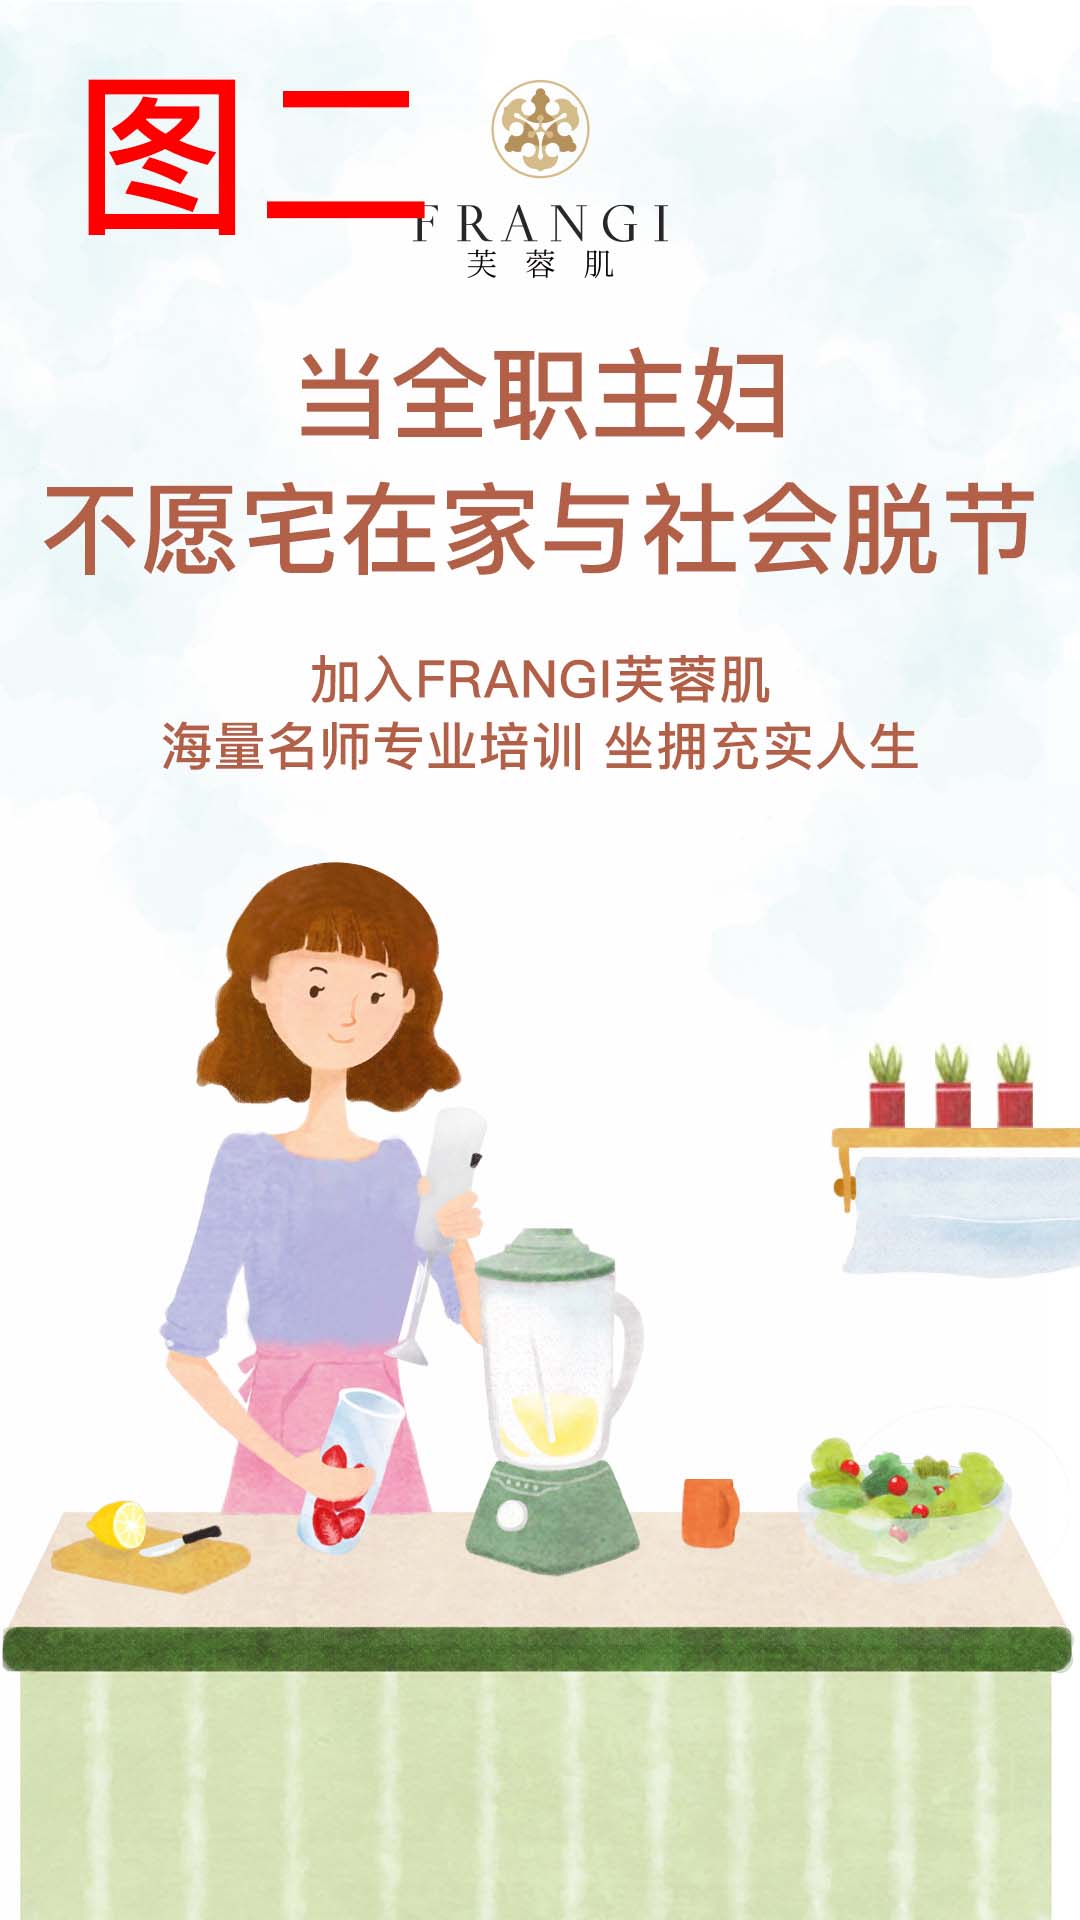 图二
FRANGI
芙蓉肌
当全职主妇
不愿宅在家与社会脱节
加入FRANGI芙蓉肌
海量名师专业培训 坐拥充实人生